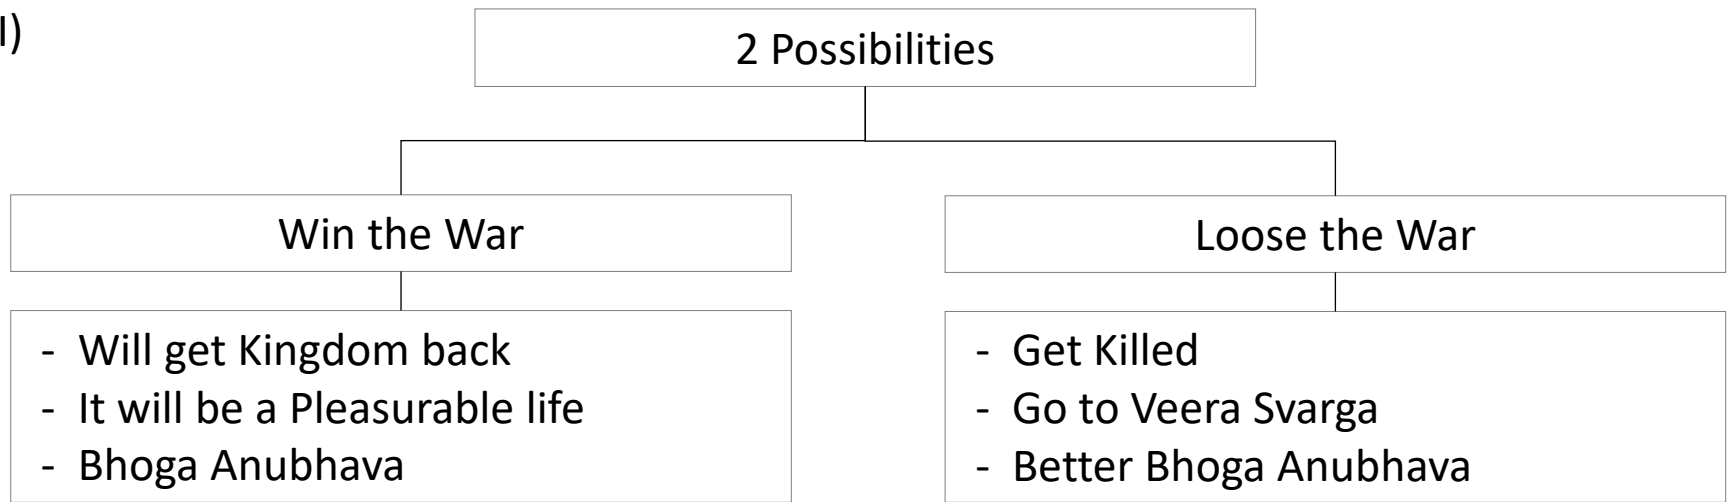 I)
2 Possibilities
Win the War
- Will get Kingdom back
- It will be a Pleasurable life
- Bhoga Anubhava
Loose the War
- Get Killed
- Go to Veera Svarga
- Better Bhoga Anubhava